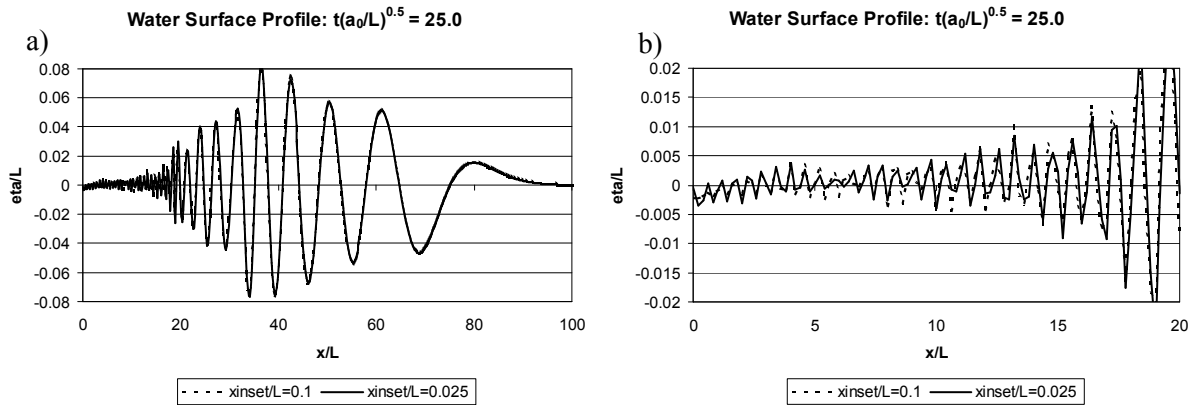 Water Surface Profile: t(a₀/L)^0.5 = 25.0
a)
eta/L
0.08
0.06
0.04
0.02
0
-0.02
-0.04
-0.06
-0.08
0 20 40 60 80 100
x/L
xinset/L=0.1 xinset/L=0.025
Water Surface Profile: t(a₀/L)^0.5 = 25.0
b)
eta/L
0.02
0.015
0.01
0.005
0
-0.005
-0.01
-0.015
-0.02
0 5 10 15 20
x/L
xinset/L=0.1 xinset/L=0.025